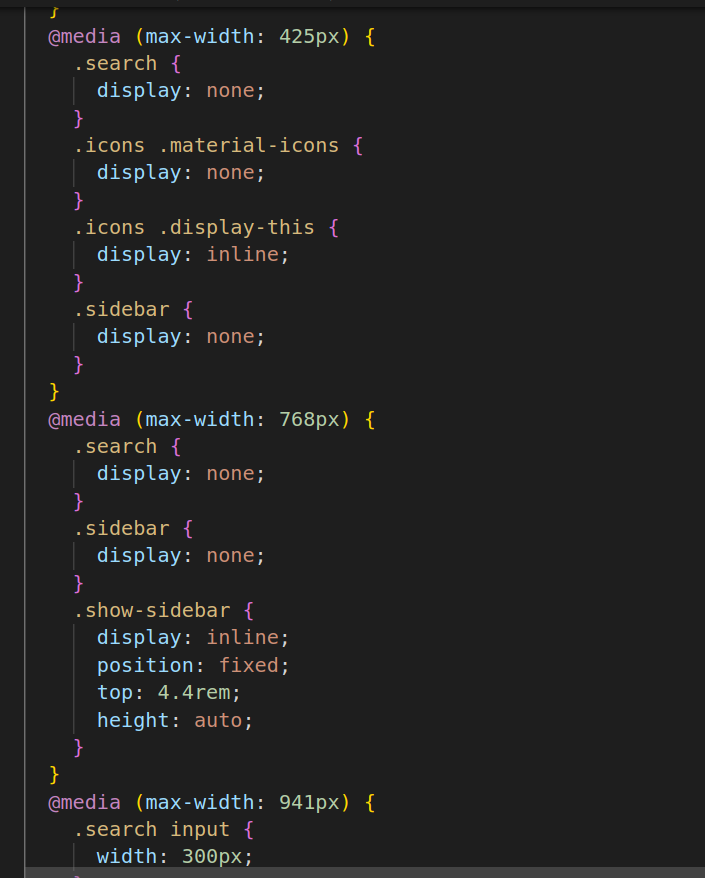 }
@media (max-width: 425px) {
  .search {
    display: none;
  }
  .icons .material-icons {
    display: none;
  }
  .icons .display-this {
    display: inline;
  }
  .sidebar {
    display: none;
  }
}
@media (max-width: 768px) {
  .search {
    display: none;
  }
  .sidebar {
    display: none;
  }
  .show-sidebar {
    display: inline;
    position: fixed;
    top: 4.4rem;
    height: auto;
  }
}
@media (max-width: 941px) {
  .search input {
    width: 300px;
  }